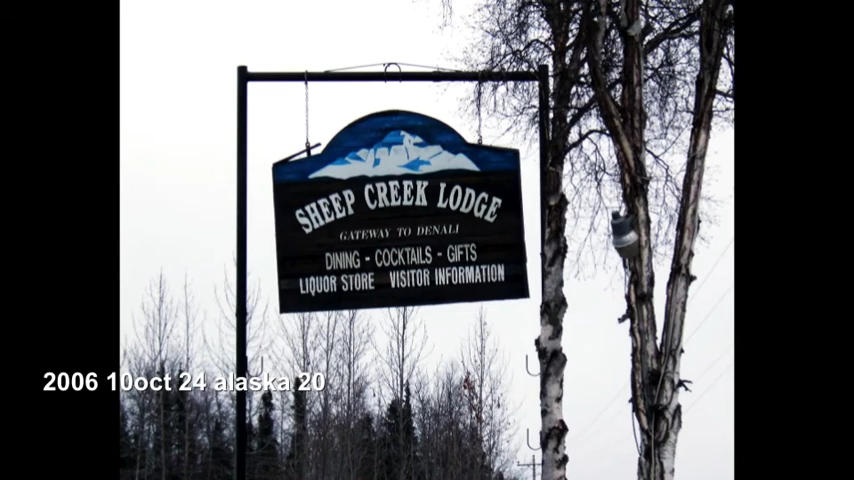 SHEEP CREEK LODGE
GATEWAY TO DENALI
DINING - COCKTAILS - GIFTS
LIQUOR STORE VISITOR INFORMATION
2006 10oct 24 alaska 20